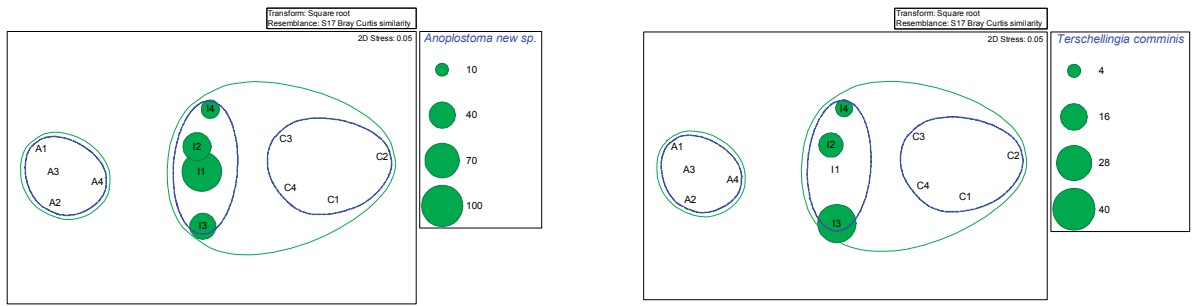 Transform: Square root
Resemblance: S17 Bray Curtis similarity
2D Stress: 0.05
Anoplostoma new sp.
10
40
70
100
I4
C3
A1
I2
C2
A3
I1
A4
C4
A2
C1
I3
Transform: Square root
Resemblance: S17 Bray Curtis similarity
2D Stress: 0.05
Terschellingia comminis
4
16
28
40
I4
C3
A1
I2
C2
A3
I1
A4
C4
A2
C1
I3